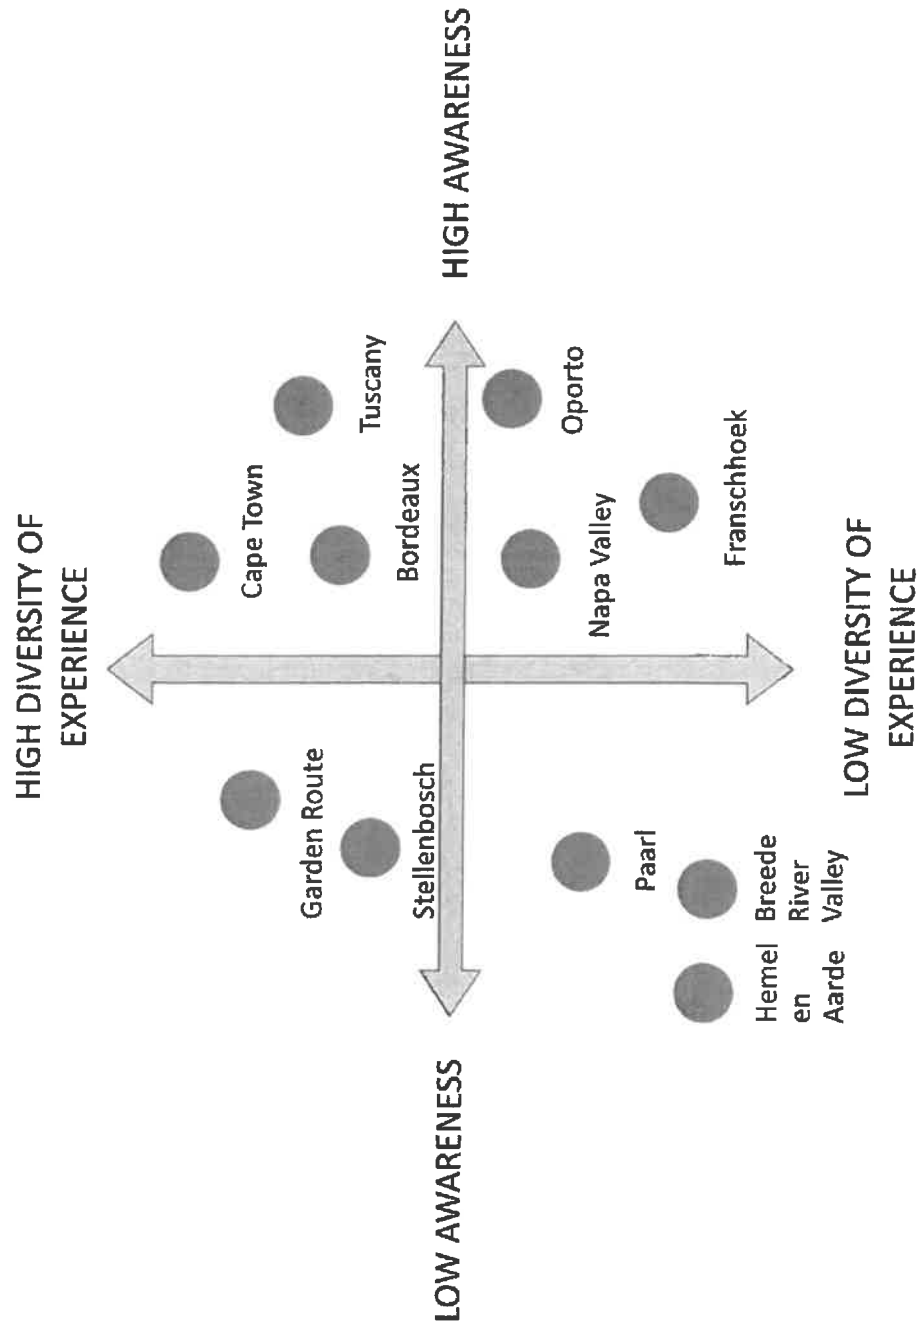 HIGH DIVERSITY OF
EXPERIENCE
Cape Town
Garden Route
Tuscany
Bordeaux
Stellenbosch
LOW AWARENESS
HIGH AWARENESS
Oporto
Napa Valley
Paarl
Franschhoek
Hemel
en
Aarde
Breede
River
Valley
LOW DIVERSITY OF
EXPERIENCE